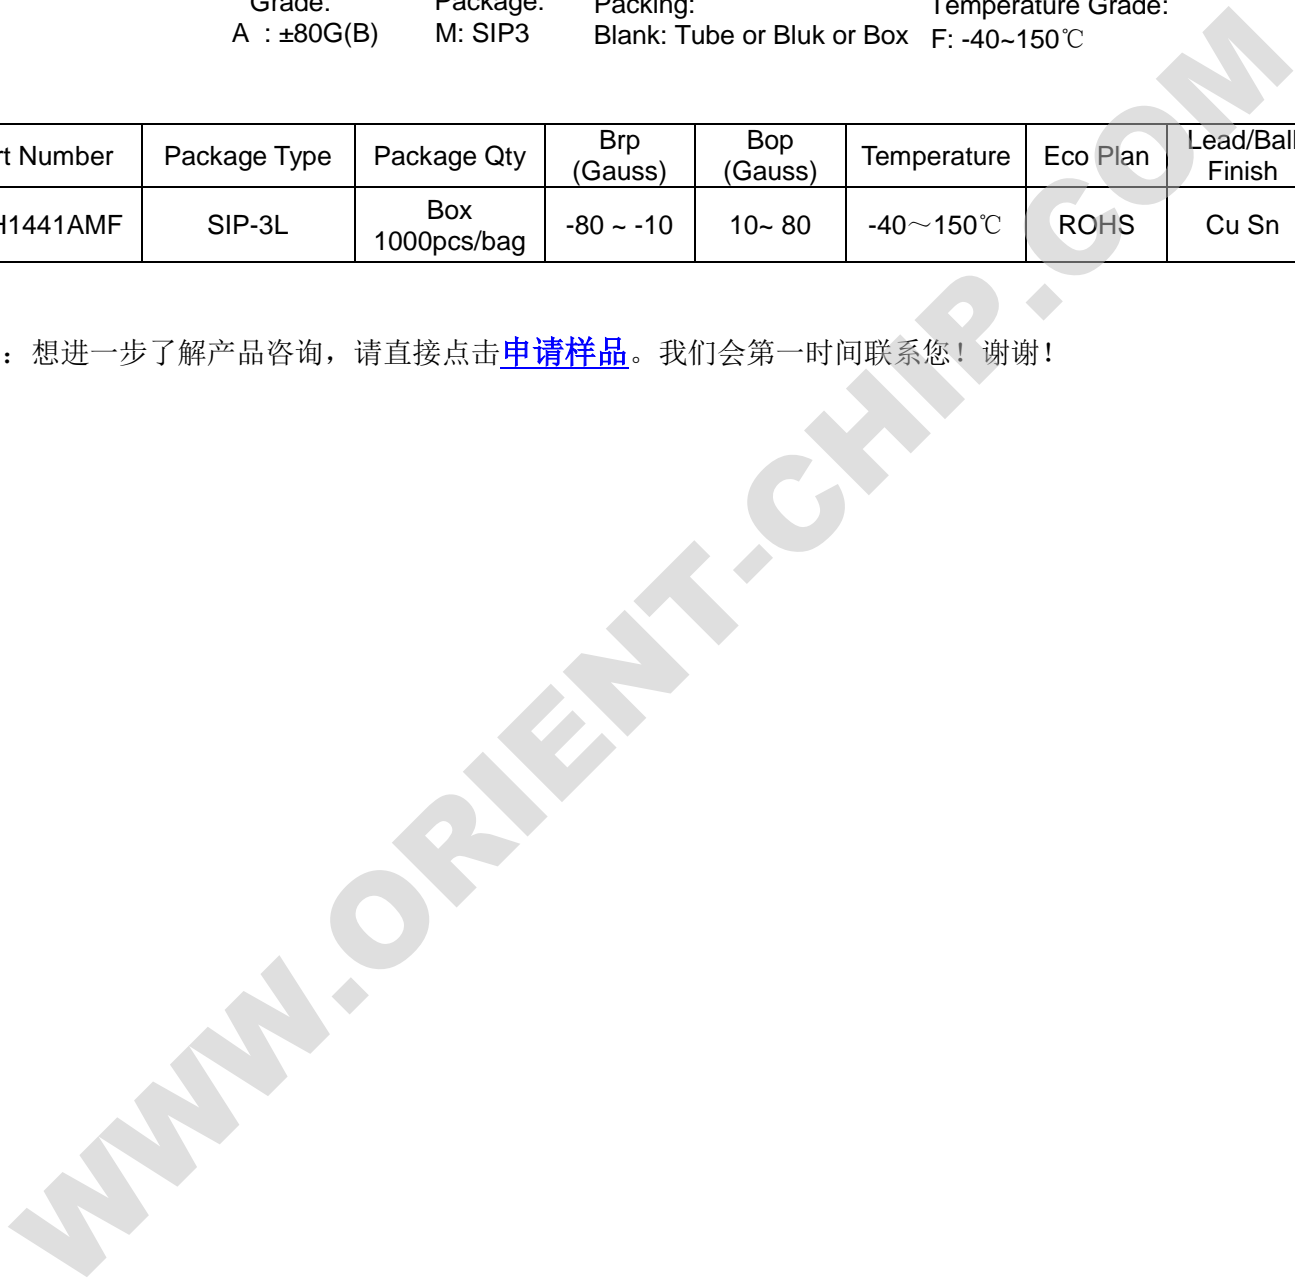 Grade: Package: Packing: Temperature Grade:
A : ±80G(B) M: SIP3 Blank: Tube or Bluk or Box F: -40~150℃
rt Number Package Type Package Qty Brp (Gauss) Bop (Gauss) Temperature Eco Plan Lead/Ball Finish
H1441AMF SIP-3L Box 1000pcs/bag -80 ~ -10 10~ 80 -40～150℃ ROHS Cu Sn
：想进一步了解产品咨询，请直接点击申请样品。我们会第一时间联系您！谢谢！
WWW.ORIENT-CHIP.COM